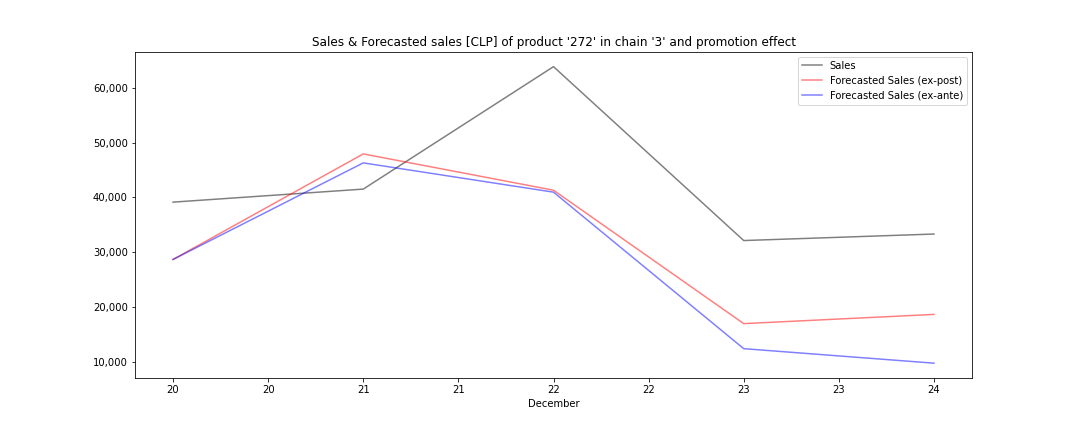 Sales & Forecasted sales [CLP] of product '272' in chain '3' and promotion effect
Sales
Forecasted Sales (ex-post)
Forecasted Sales (ex-ante)
60,000
50,000
40,000
30,000
20,000
10,000
20 20 21 21 22 22 23 23 24
December